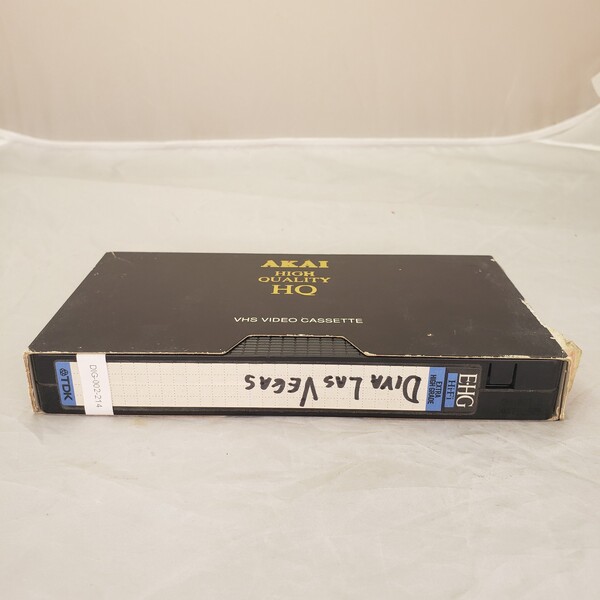 AKAI
HIGH
QUALITY
HQ
VHS VIDEO CASSETTE
EHG
Hi-Fi
EXTRA
HIGH GRADE
DIVA LAS VEGAS
DIG-002-214
TDK